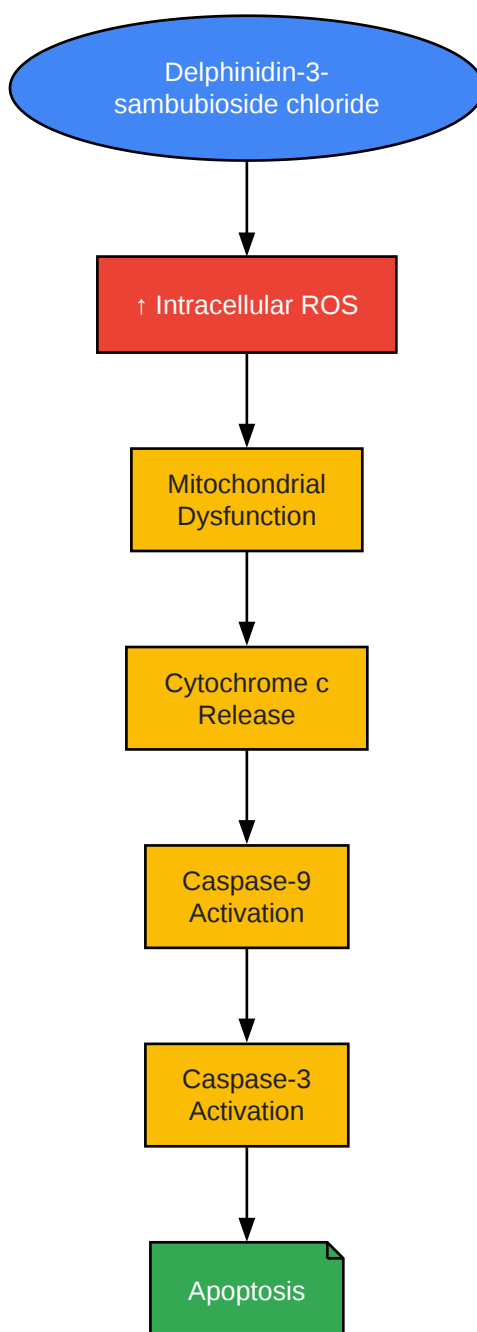 Delphinidin-3-
sambubioside chloride
↑ Intracellular ROS
Mitochondrial
Dysfunction
Cytochrome c
Release
Caspase-9
Activation
Caspase-3
Activation
Apoptosis